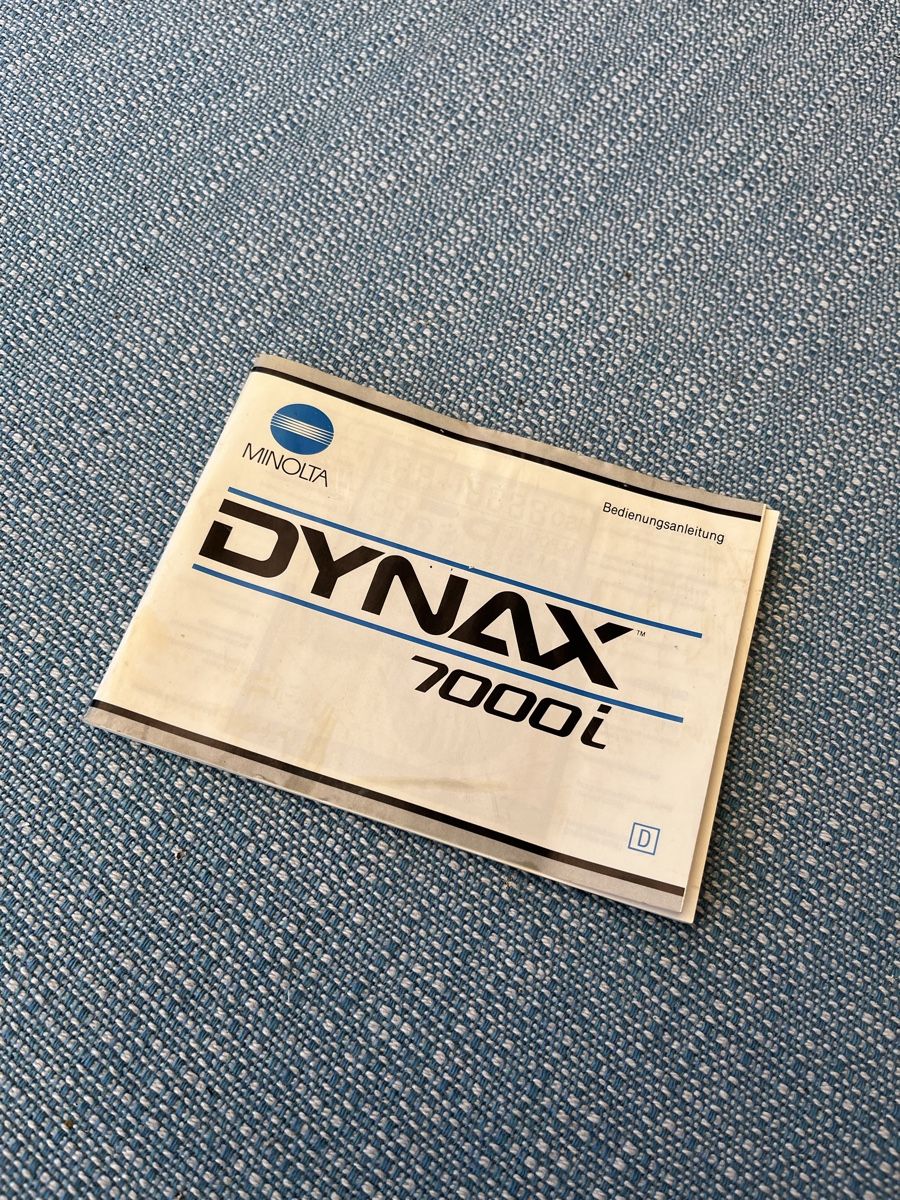 MINOLTA
Bedienungsanleitung
DYNAX™
7000i
D